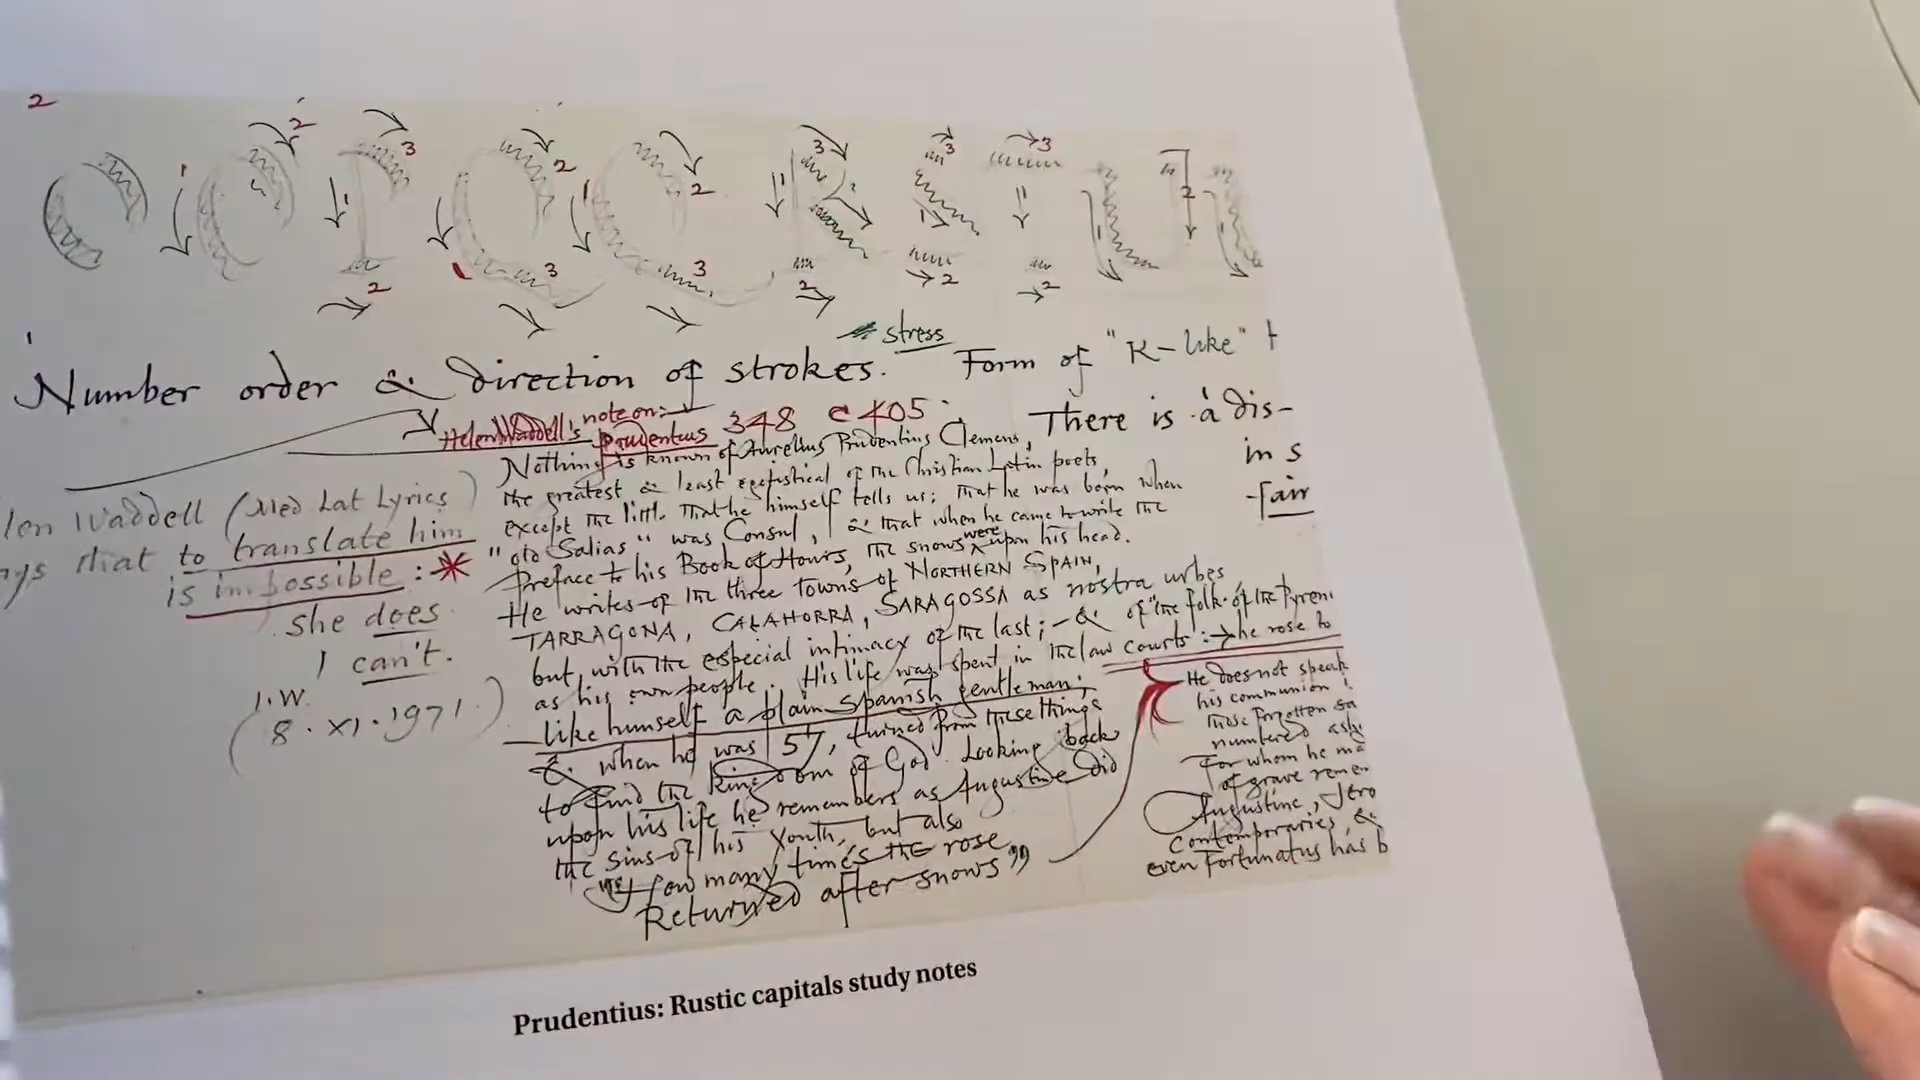 Number order & direction of strokes. stress Form of "K-like"
Helen Waddell's note on: Prudentius 348 c 405. There is a dis-
Nothing is known of Aurelius Prudentius Clemens, in s
the greatest & least egotistical of the Christian Latin poets, fair
except the little that he himself tells us; that he was born when
"old Salias" was Consul, & that when he came to write the
preface to his Book of Hours, the snows were upon his head.
He writes of the three towns of NORTHERN SPAIN,
TARRAGONA, CALAHORRA, SARAGOSSA as nostra urbes
but, with the especial intimacy of the last; - & of "the folk of the Pyren
as his own people. His life was spent in the law courts: he rose to
like himself a plain Spanish gentleman;
& when he was 57, turned from these things
to find the kingdom of God. Looking back
upon his life he remembers as Augustine did
the sins of his Youth, but also
"How many times the rose
Returned after snows"
len Waddell (Med Lat Lyrics)
ys that to translate him
is impossible: *
she does.
I can't.
I.W.
(8. XI. 1971.)
He does not speak
his communion
those forgotten
numbered
For whom he
of grave
Augustine, Jero
Contemporaries, &
even Fortunatus has b
Prudentius: Rustic capitals study notes